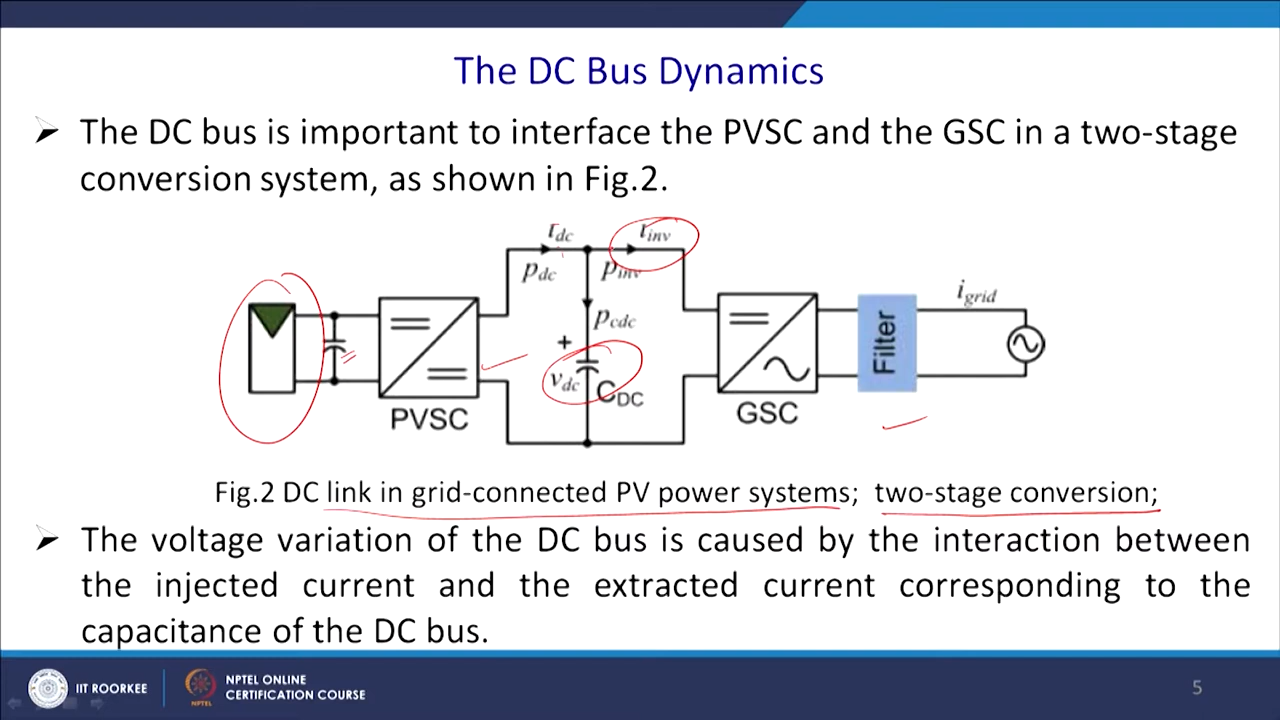 The DC Bus Dynamics
➢ The DC bus is important to interface the PVSC and the GSC in a two-stage
conversion system, as shown in Fig.2.
i_dc
i_inv
p_dc
p_inv
p_cdc
+
v_dc
C_DC
PVSC
GSC
Filter
i_grid
Fig.2 DC link in grid-connected PV power systems; two-stage conversion;
➢ The voltage variation of the DC bus is caused by the interaction between
the injected current and the extracted current corresponding to the
capacitance of the DC bus.
IIT ROORKEE
NPTEL
NPTEL ONLINE
CERTIFICATION COURSE
5